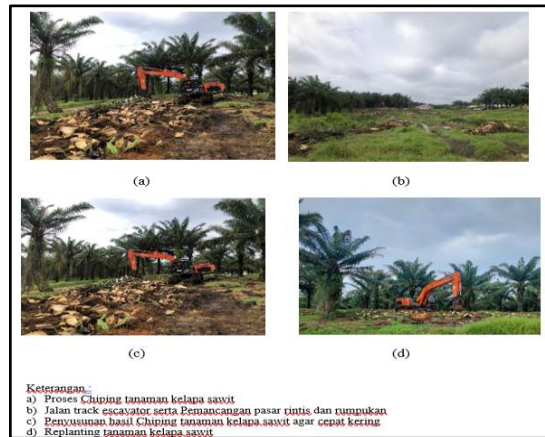 (a)
(b)
(c)
(d)
Keterangan :
a) Proses Chiping tanaman kelapa sawit
b) Jalan track escavator serta Pemancangan pasar rintis dan rumpukan
c) Penyusunan hasil Chiping tanaman kelapa sawit agar cepat kering
d) Replanting tanaman kelapa sawit